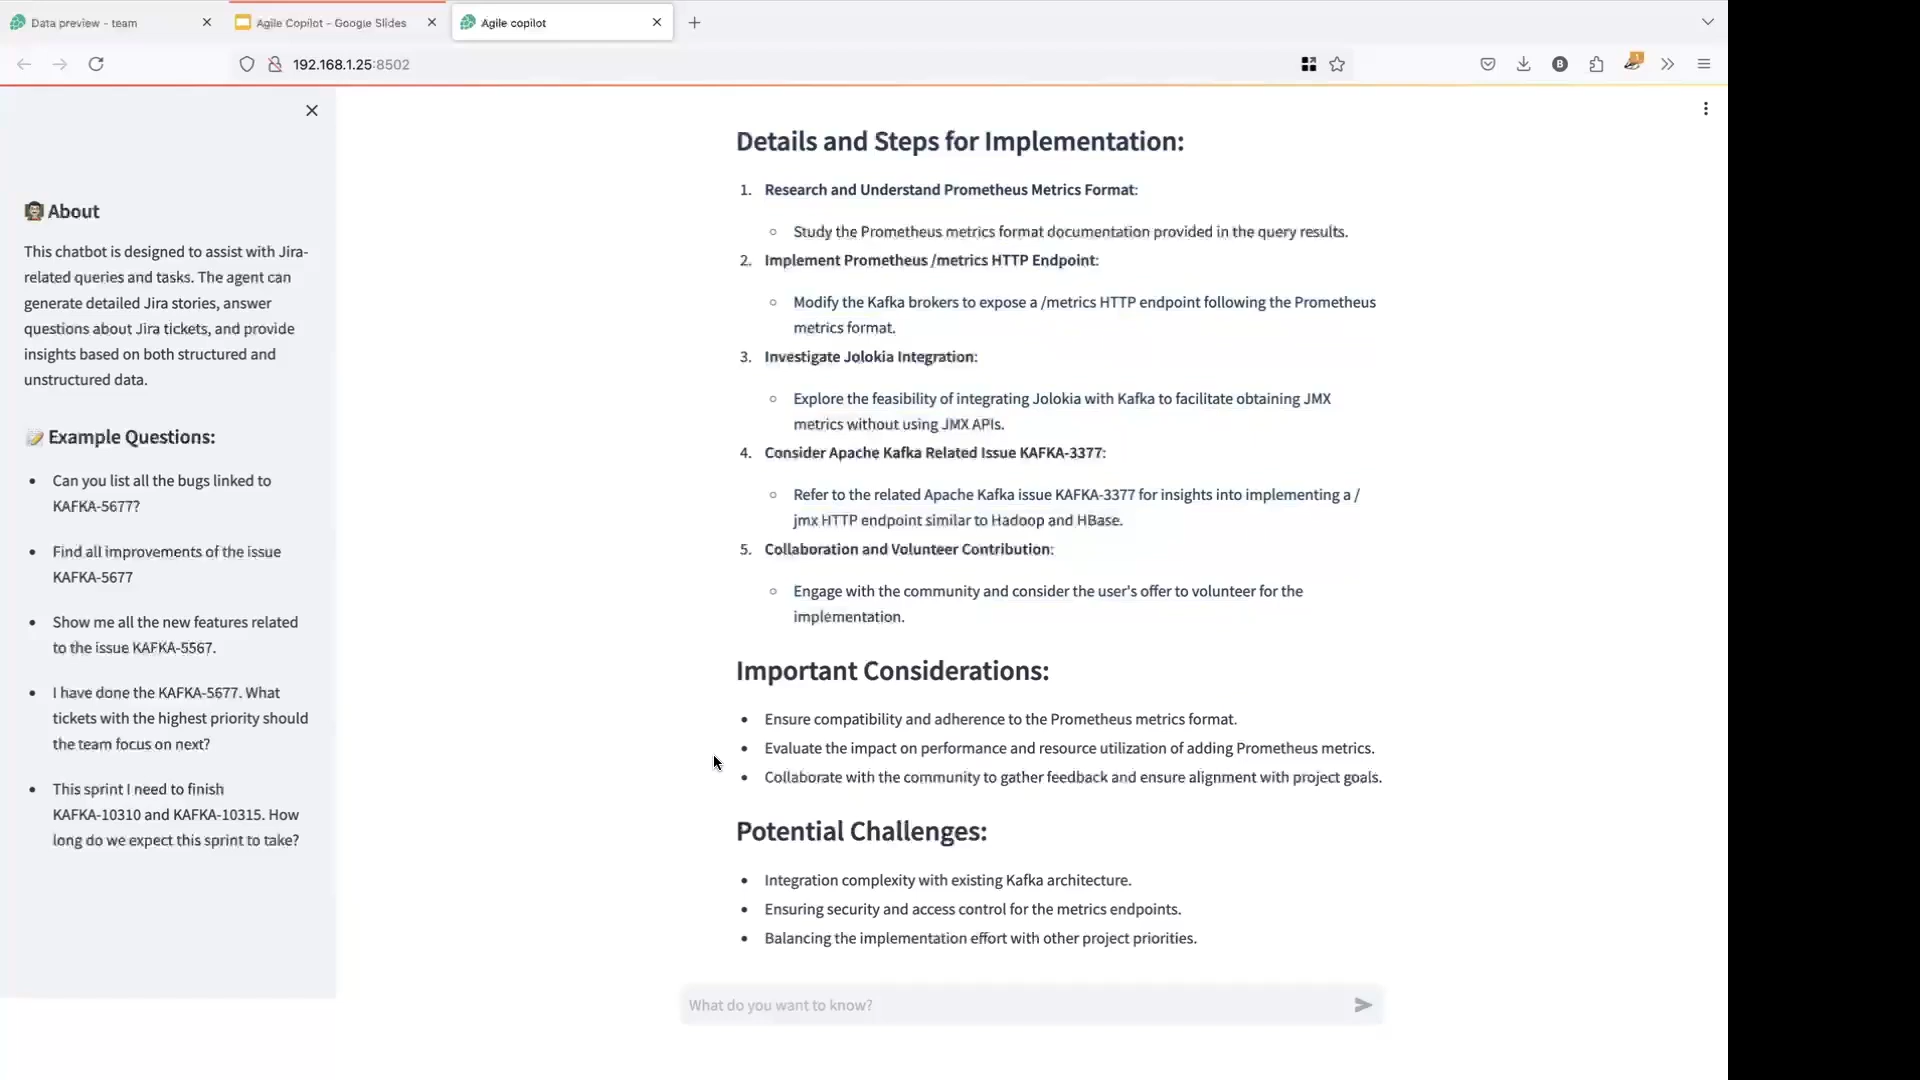 Data preview - team
Agile Copilot - Google Slides
Agile copilot
192.168.1.25:8502
B
1
About
This chatbot is designed to assist with Jira-
related queries and tasks. The agent can
generate detailed Jira stories, answer
questions about Jira tickets, and provide
insights based on both structured and
unstructured data.
Example Questions:
• Can you list all the bugs linked to
KAFKA-5677?
• Find all improvements of the issue
KAFKA-5677
• Show me all the new features related
to the issue KAFKA-5567.
• I have done the KAFKA-5677. What
tickets with the highest priority should
the team focus on next?
• This sprint I need to finish
KAFKA-10310 and KAFKA-10315. How
long do we expect this sprint to take?
Details and Steps for Implementation:
1. Research and Understand Prometheus Metrics Format:
Study the Prometheus metrics format documentation provided in the query results.
2. Implement Prometheus /metrics HTTP Endpoint:
Modify the Kafka brokers to expose a /metrics HTTP endpoint following the Prometheus
metrics format.
3. Investigate Jolokia Integration:
Explore the feasibility of integrating Jolokia with Kafka to facilitate obtaining JMX
metrics without using JMX APIs.
4. Consider Apache Kafka Related Issue KAFKA-3377:
Refer to the related Apache Kafka issue KAFKA-3377 for insights into implementing a /
jmx HTTP endpoint similar to Hadoop and HBase.
5. Collaboration and Volunteer Contribution:
Engage with the community and consider the user's offer to volunteer for the
implementation.
Important Considerations:
• Ensure compatibility and adherence to the Prometheus metrics format.
• Evaluate the impact on performance and resource utilization of adding Prometheus metrics.
• Collaborate with the community to gather feedback and ensure alignment with project goals.
Potential Challenges:
• Integration complexity with existing Kafka architecture.
• Ensuring security and access control for the metrics endpoints.
• Balancing the implementation effort with other project priorities.
What do you want to know?